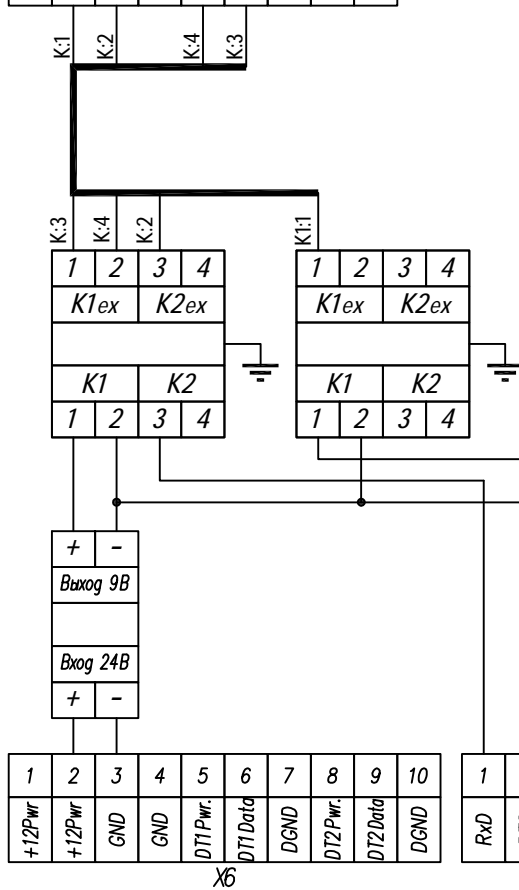 K:1 K:2 K:4 K:3
K:3 K:4 K:2 K1:1
1 2 3 4 1 2 3 4
K1ex K2ex K1ex K2ex
K1 K2 K1 K2
1 2 3 4 1 2 3 4
+ -
Выход 9В
Вход 24В
+ -
1 2 3 4 5 6 7 8 9 10 1
+12Pwr +12Pwr GND GND DT1Pwr. DT1Data DGND DT2Pwr. DT2Data DGND RxD
X6